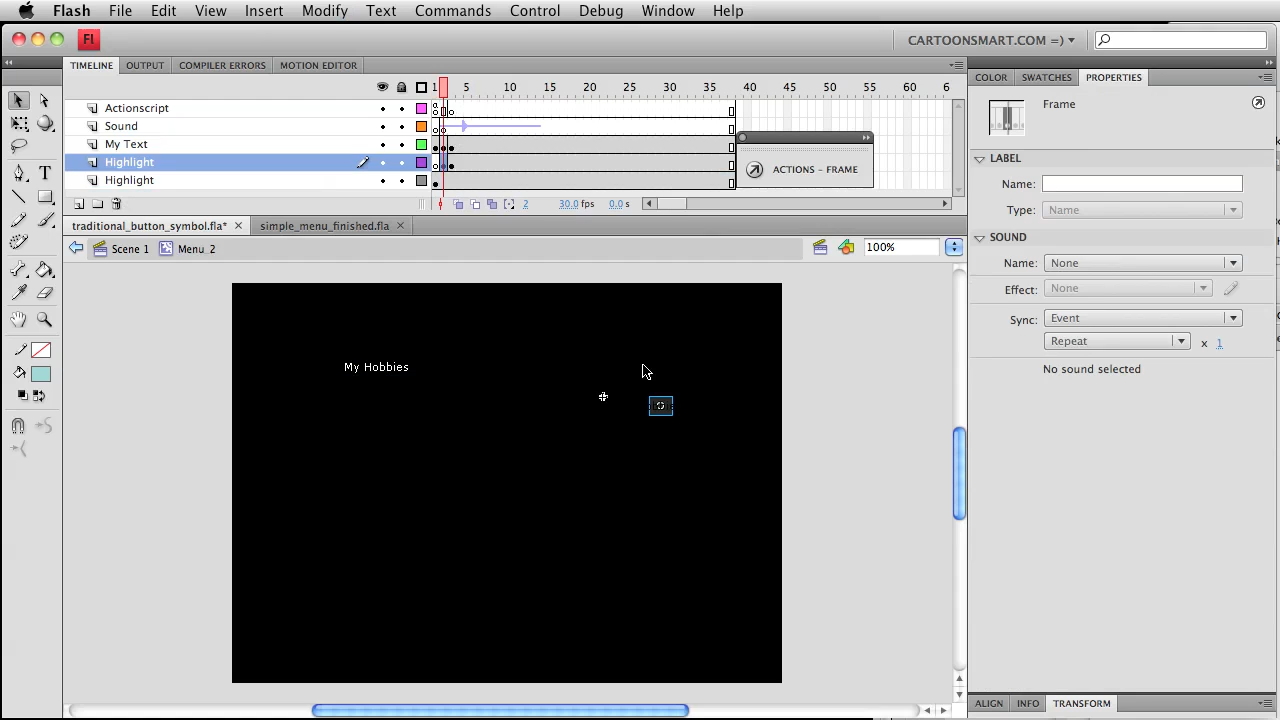 Flash File Edit View Insert Modify Text Commands Control Debug Window Help
Fl CARTOONSMART.COM =)
TIMELINE OUTPUT COMPILER ERRORS MOTION EDITOR
1 5 10 15 20 25 30 35 40 45 50 55 60 6
Actionscript
Sound
My Text
Highlight
Highlight
ACTIONS – FRAME
2 30.0 fps 0.0 s
traditional_button_symbol.fla* simple_menu_finished.fla
Scene 1 Menu_2 100%
My Hobbies
COLOR SWATCHES PROPERTIES
Frame
LABEL
Name:
Type: Name
SOUND
Name: None
Effect: None
Sync: Event
Repeat x 1
No sound selected
ALIGN INFO TRANSFORM